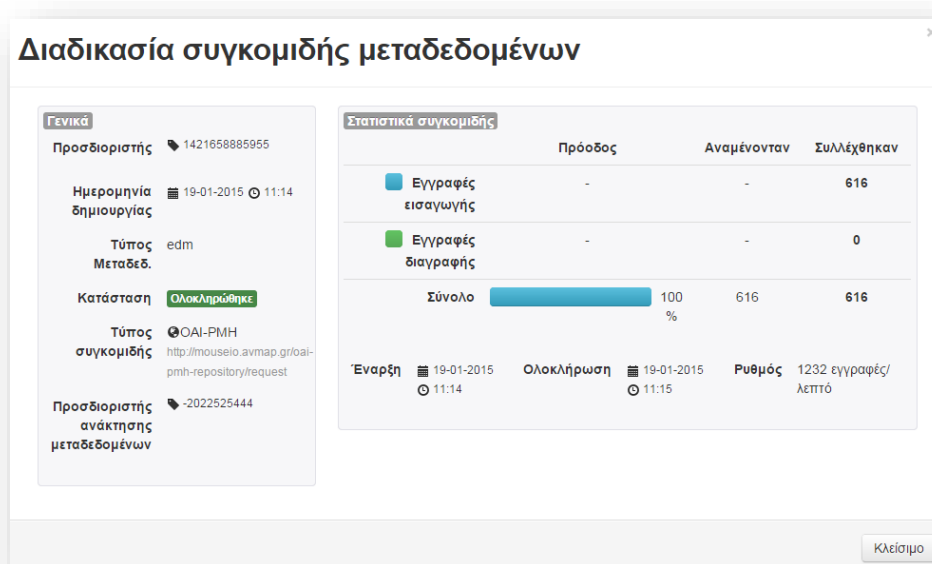 Διαδικασία συγκομιδής μεταδεδομένων
×
Γενικά
Προσδιοριστής 1421658885955
Ημερομηνία
δημιουργίας
19-01-2015 11:14
Τύπος
Μεταδεδ.
edm
Κατάσταση Ολοκληρώθηκε
Τύπος
συγκομιδής
OAI-PMH
http://mouseio.avmap.gr/oai-
pmh-repository/request
Προσδιοριστής
ανάκτησης
μεταδεδομένων
-2022525444
Στατιστικά συγκομιδής
Πρόοδος Αναμένονταν Συλλέχθηκαν
Εγγραφές
εισαγωγής
- - 616
Εγγραφές
διαγραφής
- - 0
Σύνολο 100
%
616 616
Έναρξη 19-01-2015
11:14
Ολοκλήρωση 19-01-2015
11:15
Ρυθμός 1232 εγγραφές/
λεπτό
Κλείσιμο